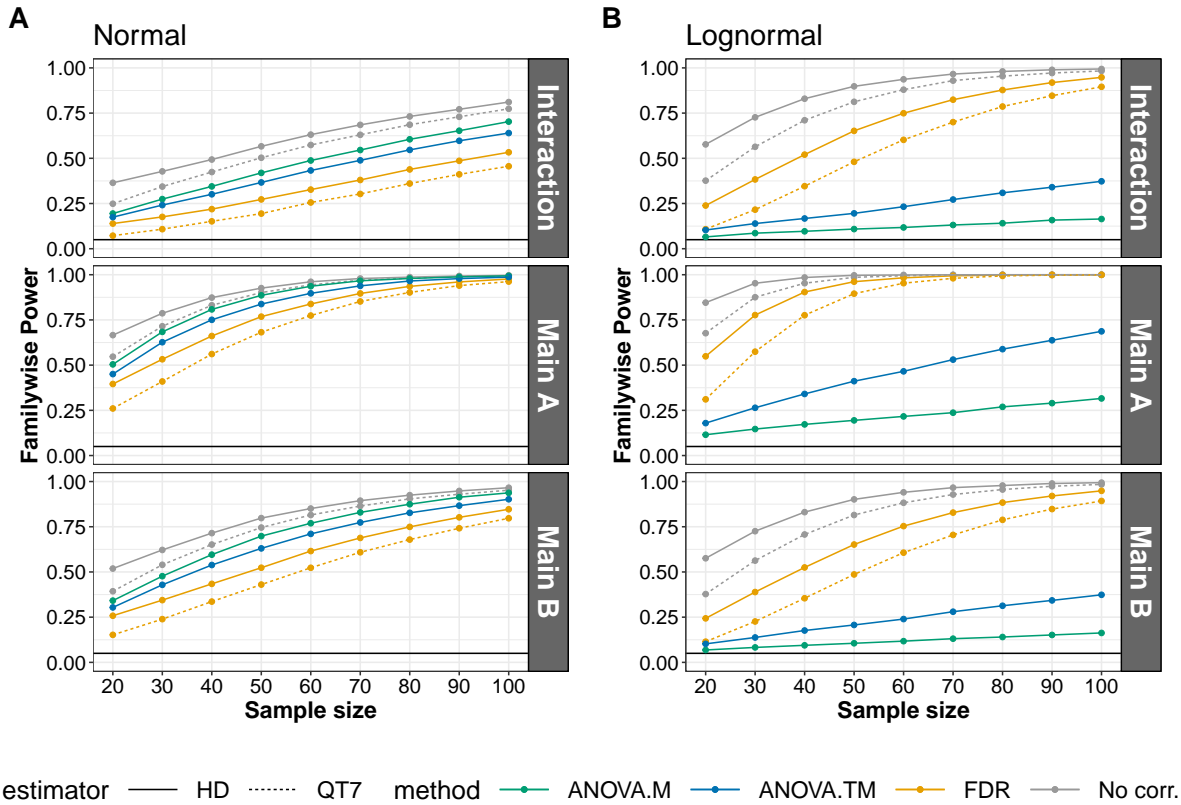 A
B
Normal
Lognormal
Familywise Power
1.00
0.75
0.50
0.25
0.00
Interaction
1.00
0.75
0.50
0.25
0.00
Main A
1.00
0.75
0.50
0.25
0.00
Main B
20 30 40 50 60 70 80 90 100
Sample size
Familywise Power
1.00
0.75
0.50
0.25
0.00
Interaction
1.00
0.75
0.50
0.25
0.00
Main A
1.00
0.75
0.50
0.25
0.00
Main B
20 30 40 50 60 70 80 90 100
Sample size
estimator HD QT7 method ANOVA.M ANOVA.TM FDR No corr.